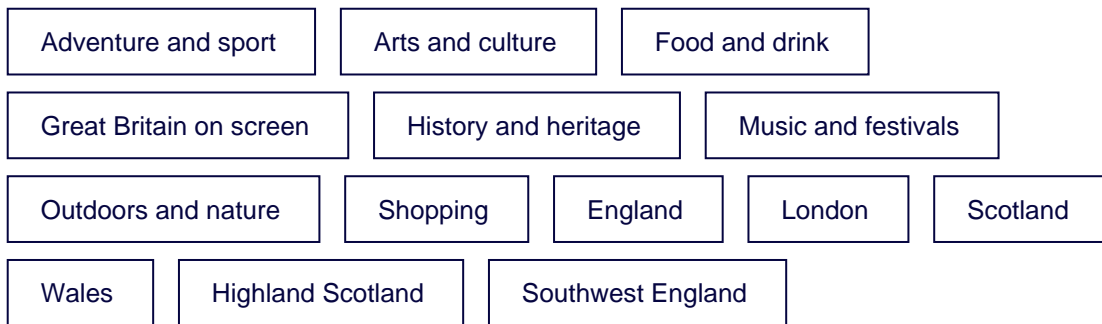 Adventure and sport Arts and culture Food and drink
Great Britain on screen History and heritage Music and festivals
Outdoors and nature Shopping England London Scotland
Wales Highland Scotland Southwest England